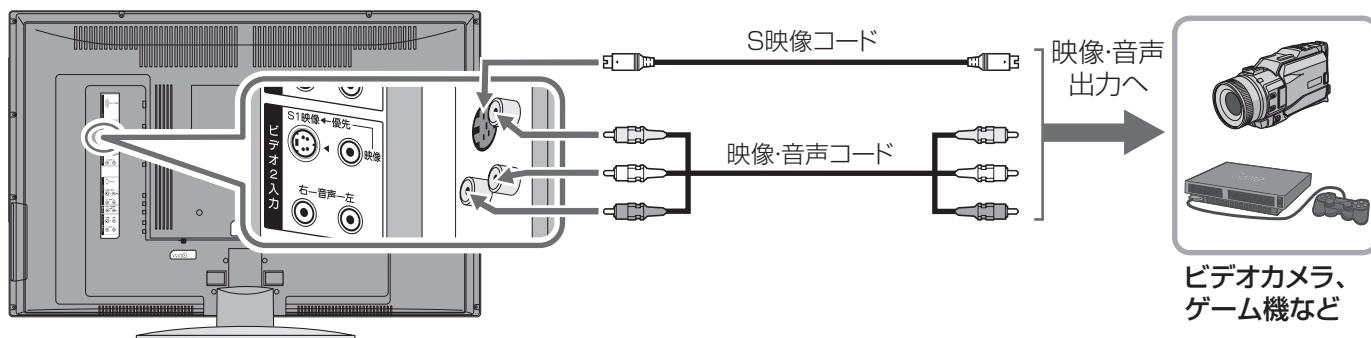 S映像コード
映像・音声
出力へ
S1映像←優先
映像
ビデオ2入力
映像・音声コード
右ー音声ー左
ビデオカメラ、
ゲーム機など